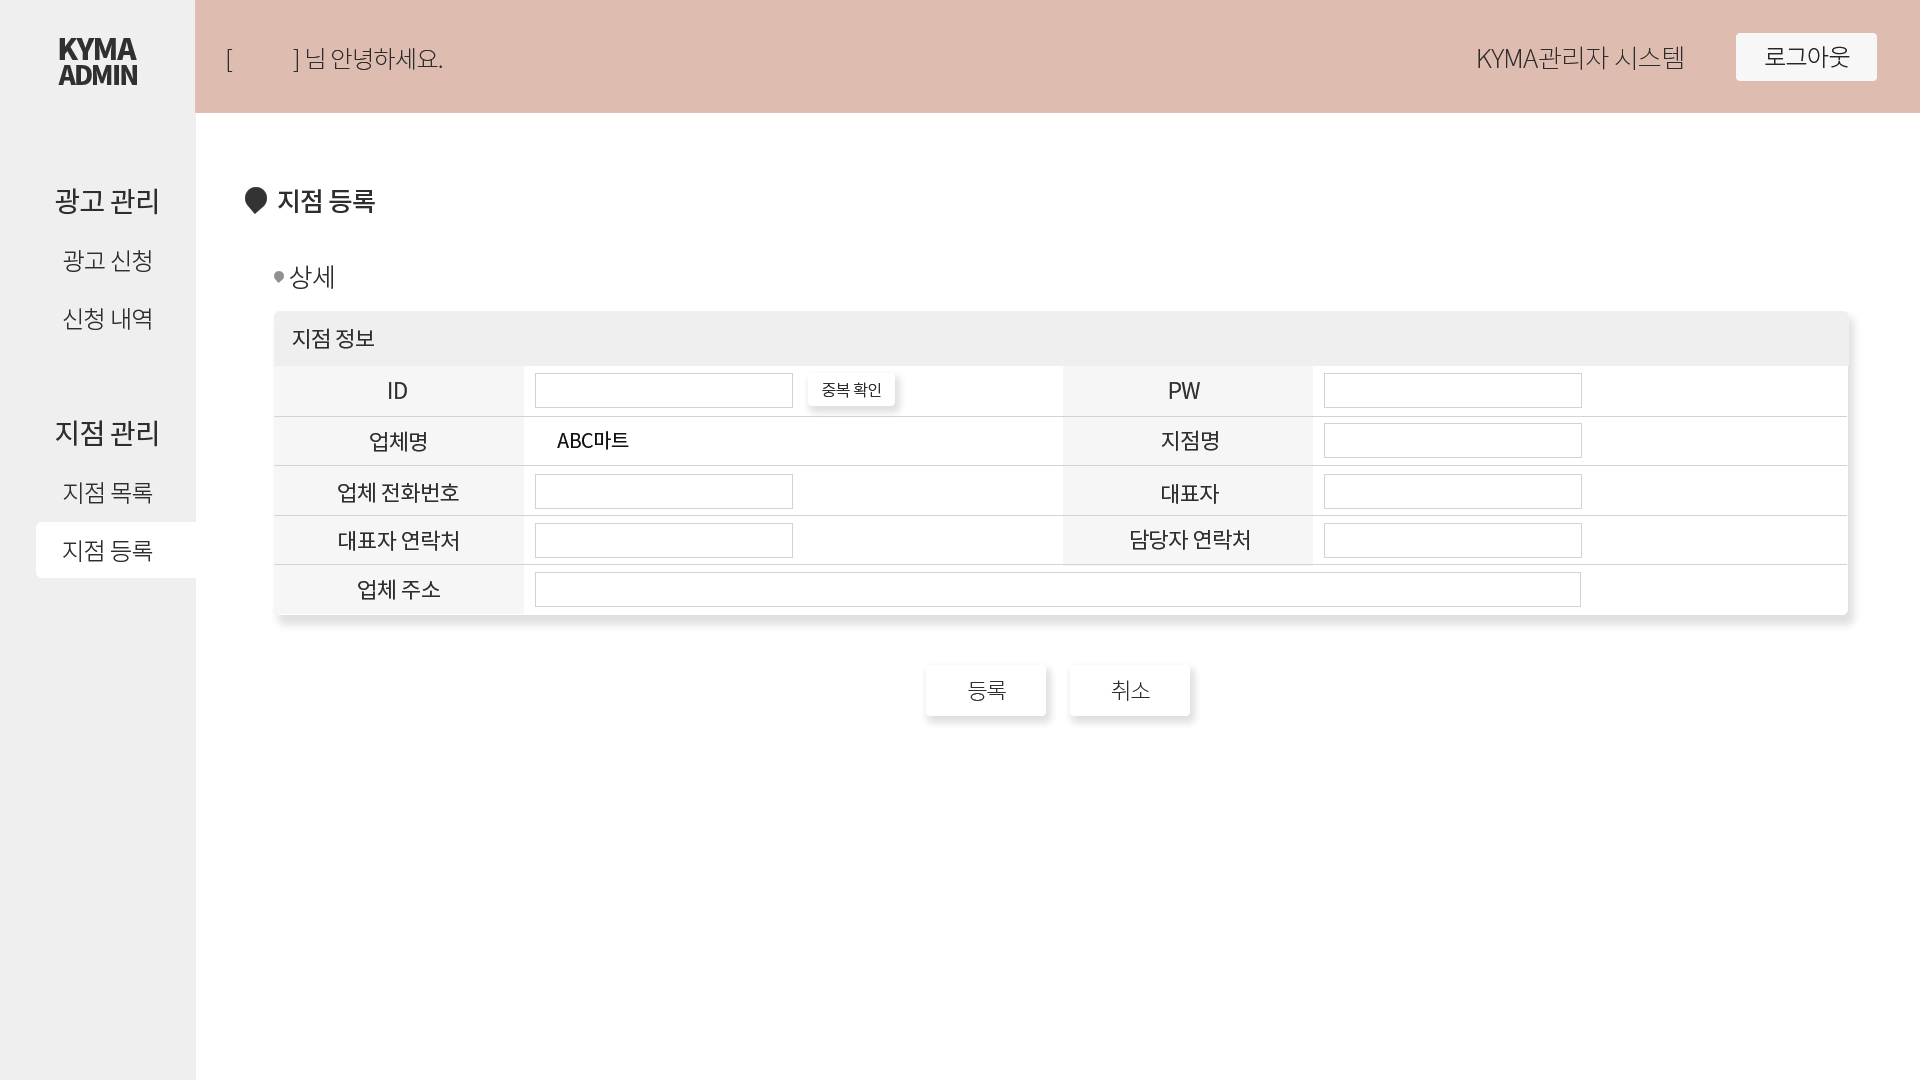 KYMA
ADMIN
[ ] 님 안녕하세요.
KYMA관리자 시스템
로그아웃
광고 관리
광고 신청
신청 내역
지점 관리
지점 목록
지점 등록
지점 등록
상세
지점 정보
ID
중복 확인
PW
업체명
ABC마트
지점명
업체 전화번호
대표자
대표자 연락처
담당자 연락처
업체 주소
등록
취소